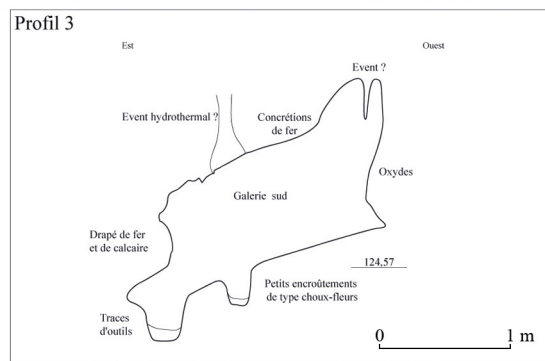 Profil 3
Est
Ouest
Event ?
Event hydrothermal ?
Concrétions
de fer
Oxydes
Galerie sud
Drapé de fer
et de calcaire
124,57
Petits encroûtements
de type choux-fleurs
Traces
d'outils
0
1 m